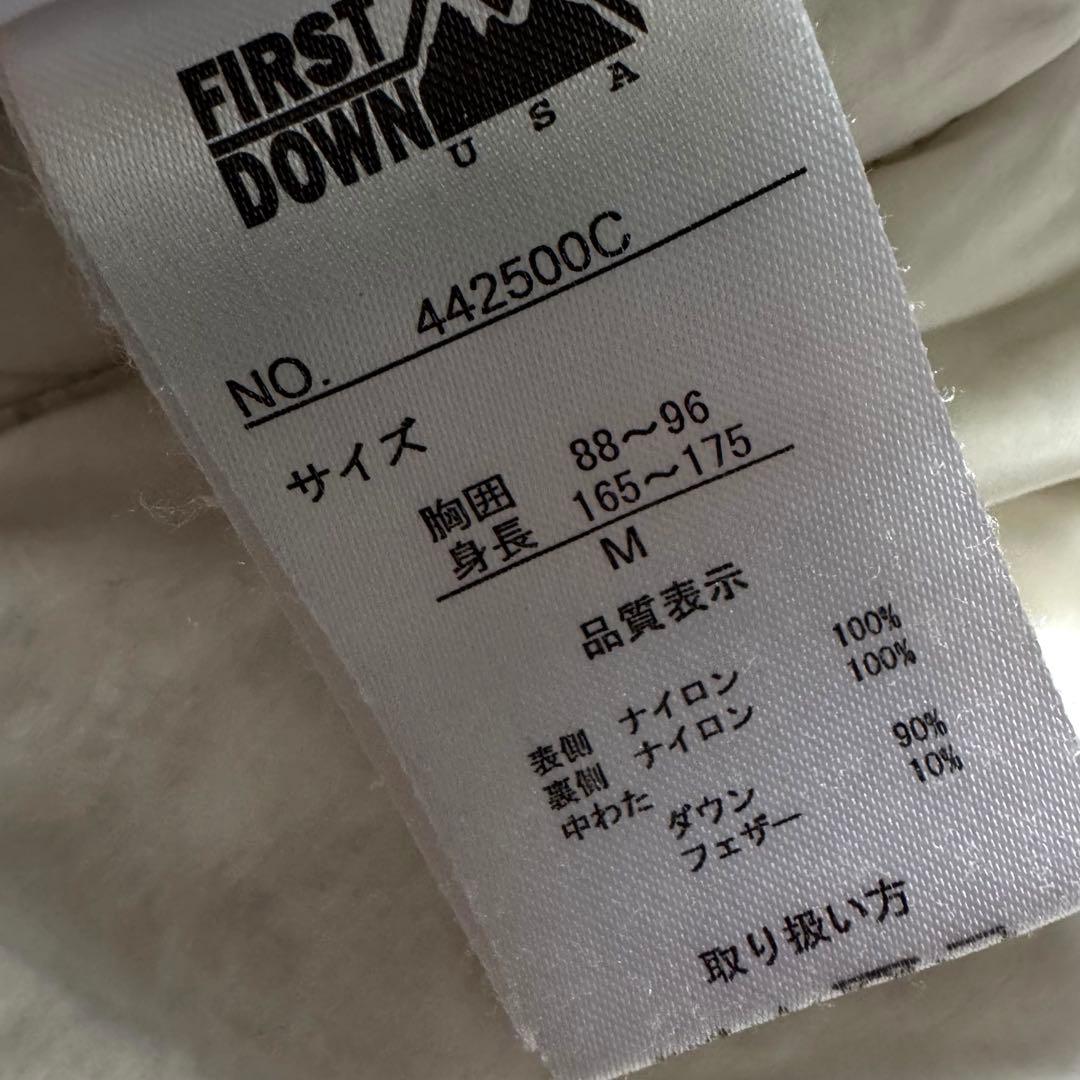 FIRST
DOWN
USA
NO. 442500C
サイズ
胸囲 88〜96
身長 165〜175
M
品質表示
表側 ナイロン 100%
裏側 ナイロン 100%
中わた ダウン 90%
フェザー 10%
取り扱い方